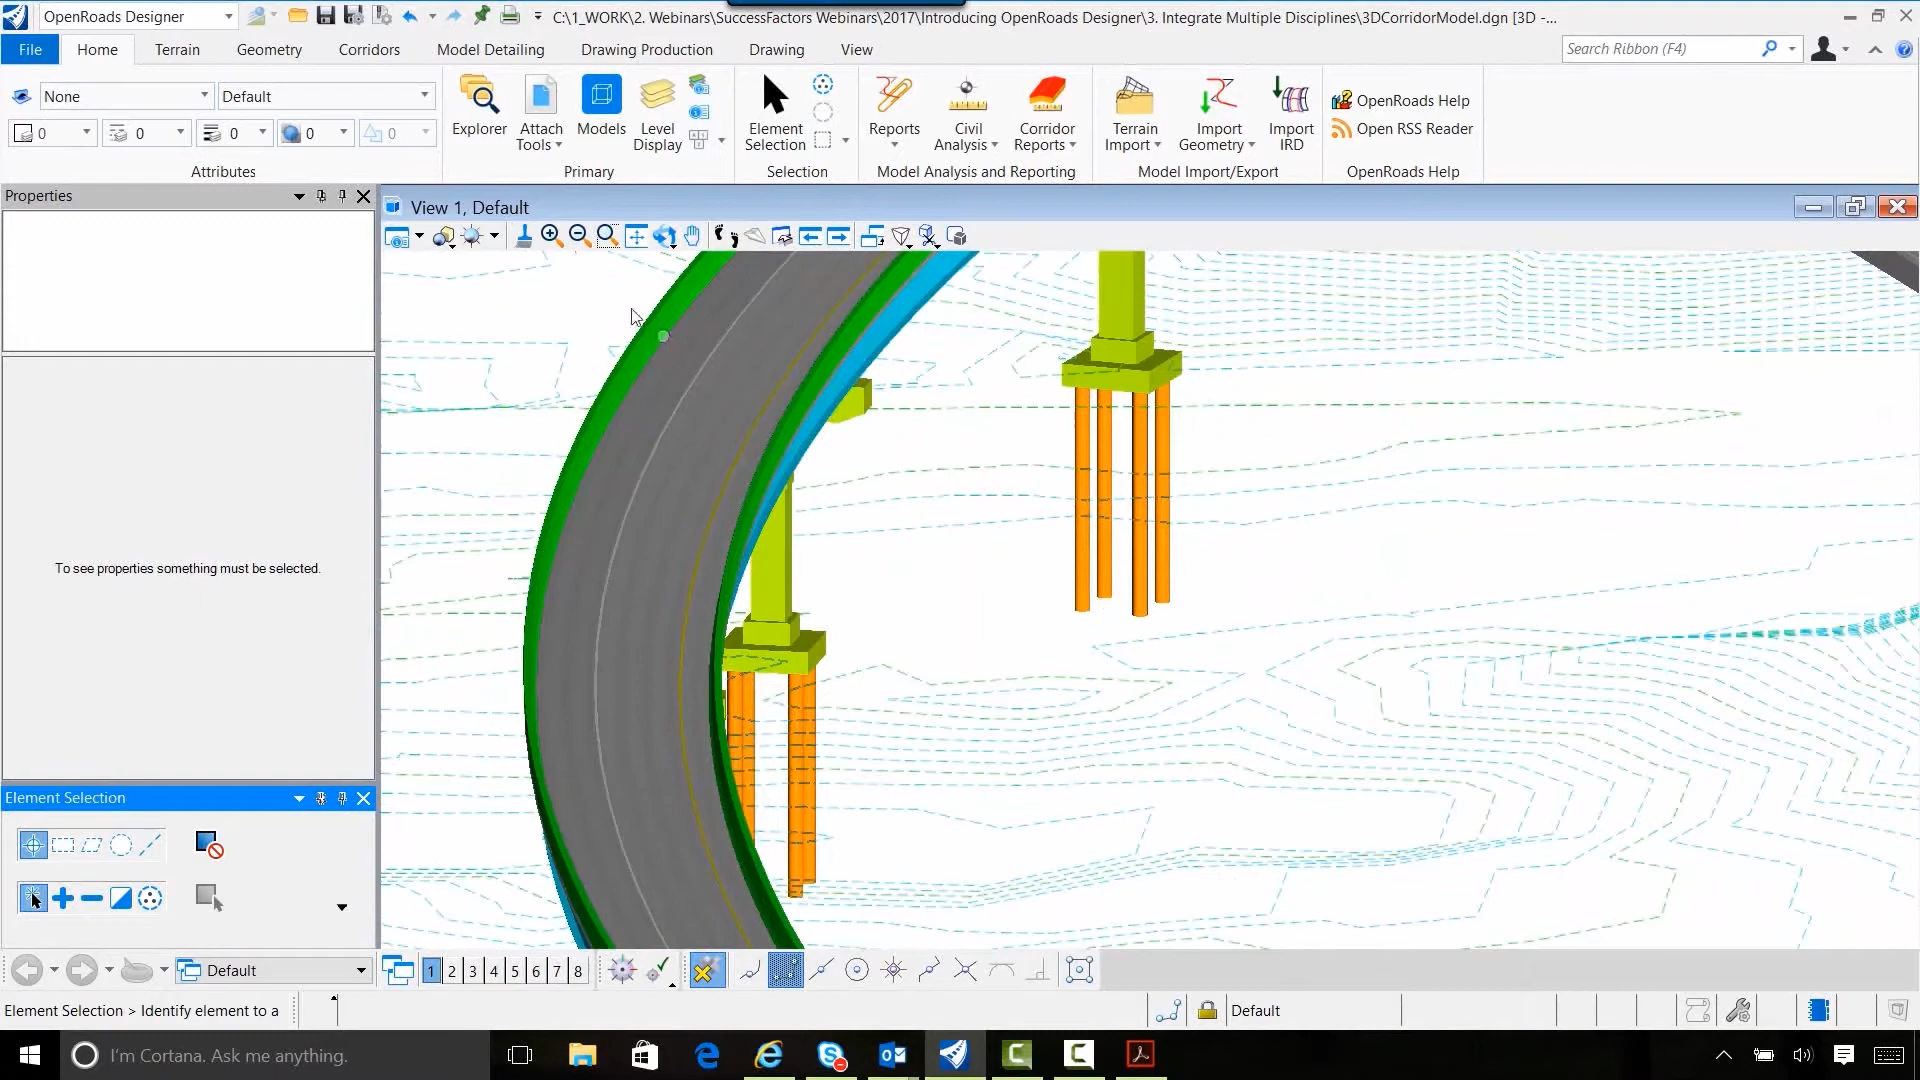 OpenRoads Designer
C:\1_WORK\2. Webinars\SuccessFactors Webinars\2017\Introducing OpenRoads Designer\3. Integrate Multiple Disciplines\3DCorridorModel.dgn [3D -...
File Home Terrain Geometry Corridors Model Detailing Drawing Production Drawing View
Search Ribbon (F4)
None Default
0 0 0 0 0
Attributes
Explorer
Attach Tools
Models
Level Display
Primary
Element Selection
Selection
Reports
Civil Analysis
Corridor Reports
Model Analysis and Reporting
Terrain Import
Import Geometry
Import IRD
Model Import/Export
OpenRoads Help
Open RSS Reader
OpenRoads Help
Properties
View 1, Default
To see properties something must be selected.
Element Selection
Default
1 2 3 4 5 6 7 8
Element Selection > Identify element to a
Default
I'm Cortana. Ask me anything.